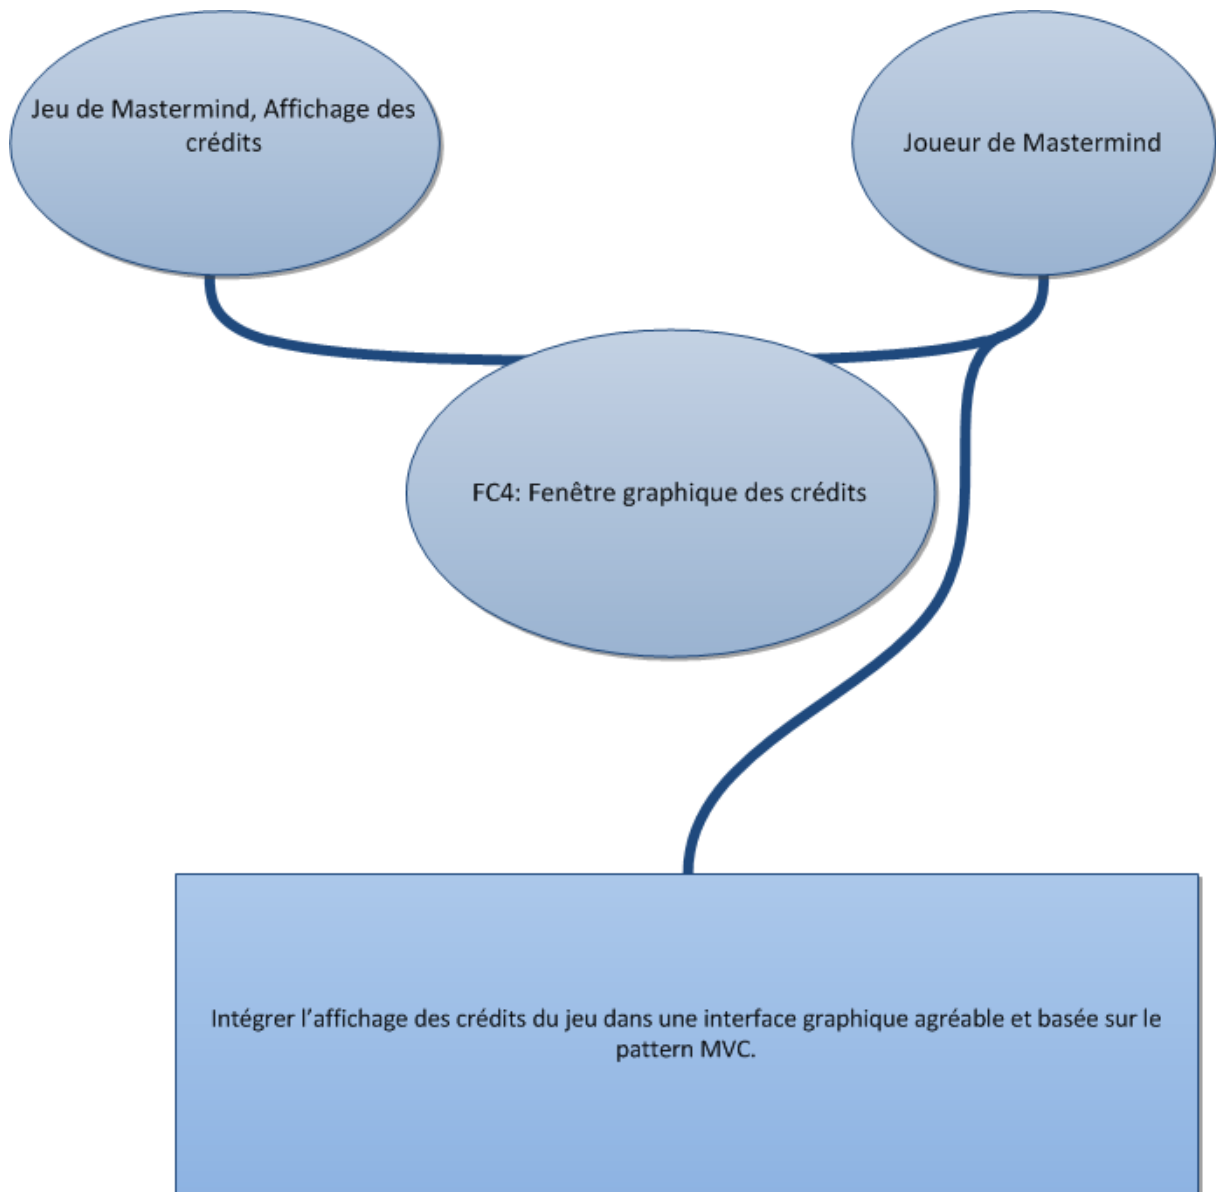 Jeu de Mastermind, Affichage des
crédits
Joueur de Mastermind
FC4: Fenêtre graphique des crédits
Intégrer l’affichage des crédits du jeu dans une interface graphique agréable et basée sur le
pattern MVC.